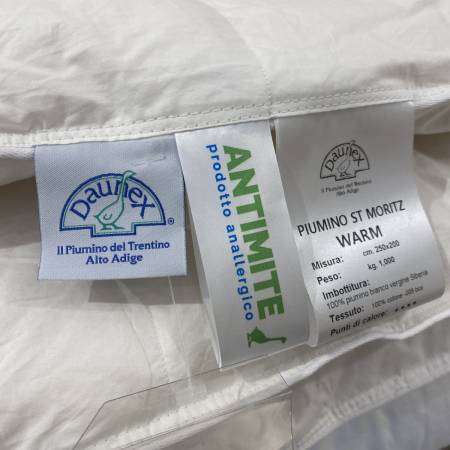 Daunex
®
Il Piumino del Trentino
Alto Adige
ANTIMITE
prodotto anallergico
Daunex
Il Piumino del Trentino
Alto Adige
PIUMINO ST MORITZ
WARM
Misura: cm. 250x200
Peso: kg. 1,000
Imbottitura:
100% piumino bianco vergine Siberia
Tessuto: 100% cotone
Punti di calore: